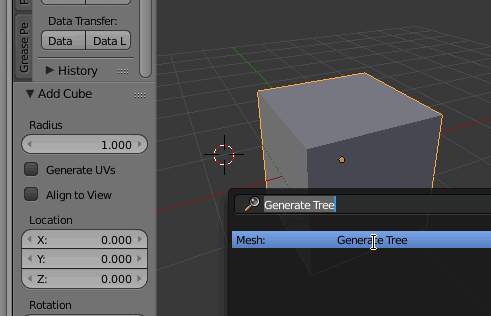 Data Transfer:
Data
Data L
Grease Pe
History
Add Cube
Radius
1.000
Generate UVs
Align to View
Location
X: 0.000
Y: 0.000
Z: 0.000
Rotation
Generate Tree
Mesh: Generate Tree